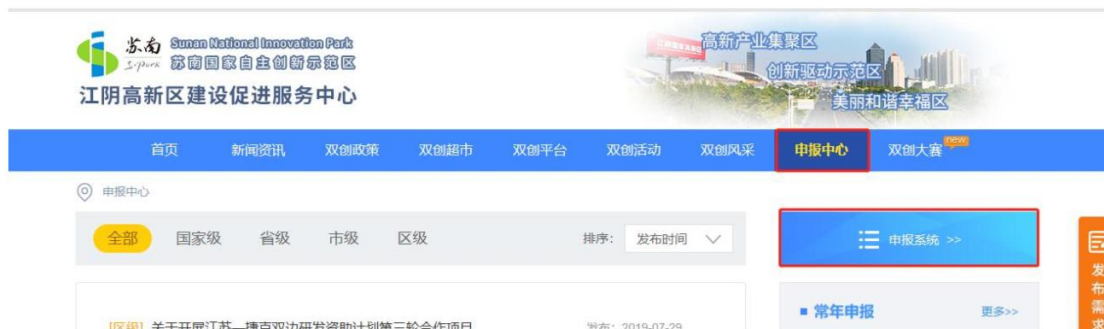 苏南 Sunan National Innovation Park
S-park 苏南国家自主创新示范区
江阴高新区建设促进服务中心
高新产业集聚区
创新驱动示范区
美丽和谐幸福区
首页 新闻资讯 双创政策 双创超市 双创平台 双创活动 双创风采 申报中心 双创大赛 new
申报中心
全部 国家级 省级 市级 区级 排序: 发布时间
申报系统 >>
发布需求
常年申报 更多>>
[区级] 关于开展江苏—捷克双边研发资助计划第三轮合作项目 发布: 2019-07-29